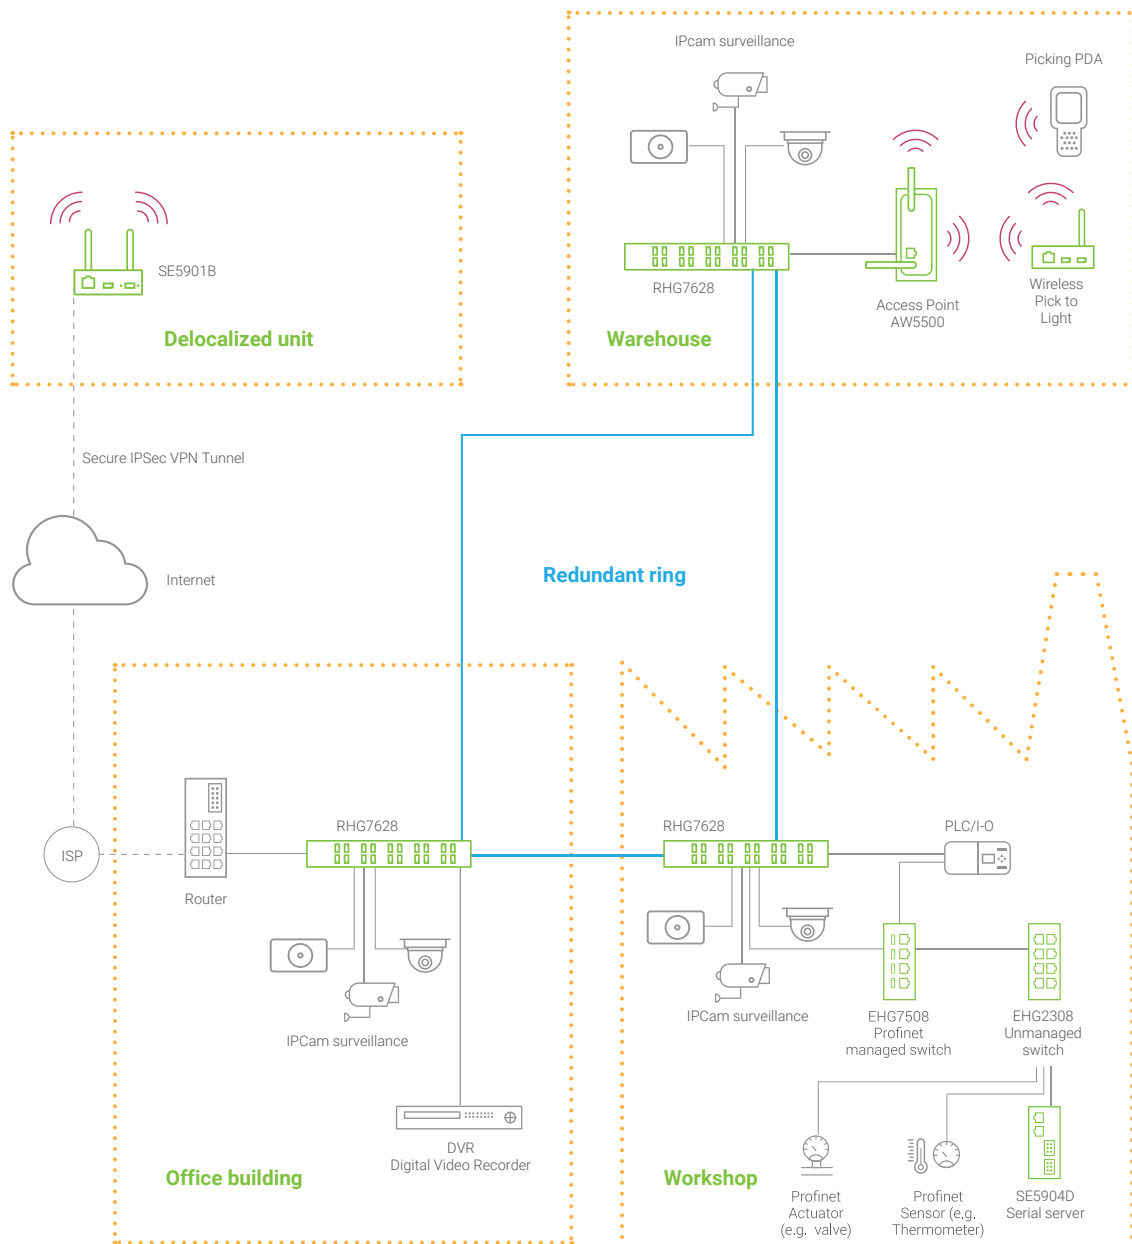 IPcam surveillance
Picking PDA
SE5901B
RHG7628
Access Point
AW5500
Wireless
Pick to
Light
Delocalized unit
Warehouse
Secure IPSec VPN Tunnel
Internet
Redundant ring
RHG7628
RHG7628
PLC/I-O
ISP
Router
IPCam surveillance
IPCam surveillance
EHG7508
Profinet
managed switch
EHG2308
Unmanaged
switch
DVR
Digital Video Recorder
Office building
Workshop
Profinet
Actuator
(e.g. valve)
Profinet
Sensor (e.g.
Thermometer)
SE5904D
Serial server